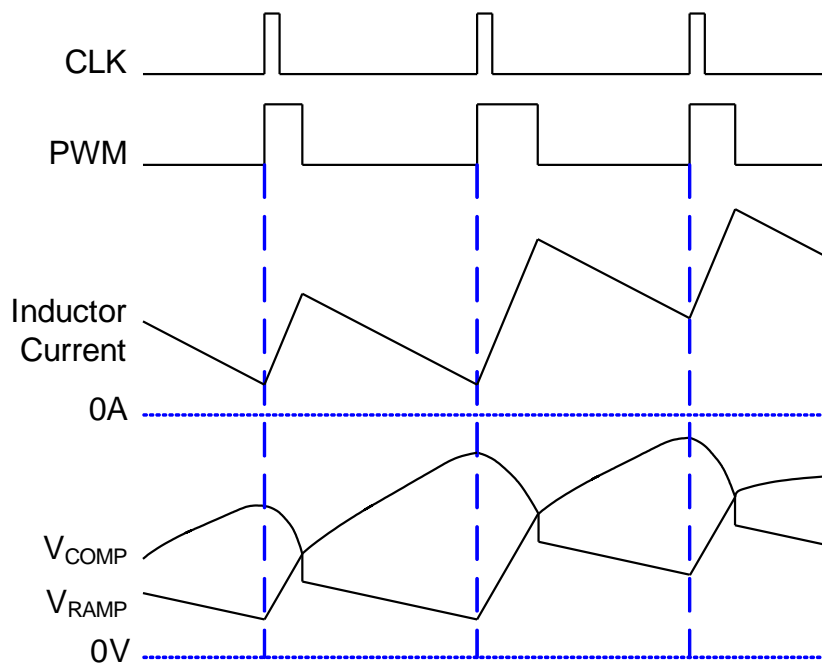 CLK
PWM
Inductor
Current
0A
VCOMP
VRAMP
0V